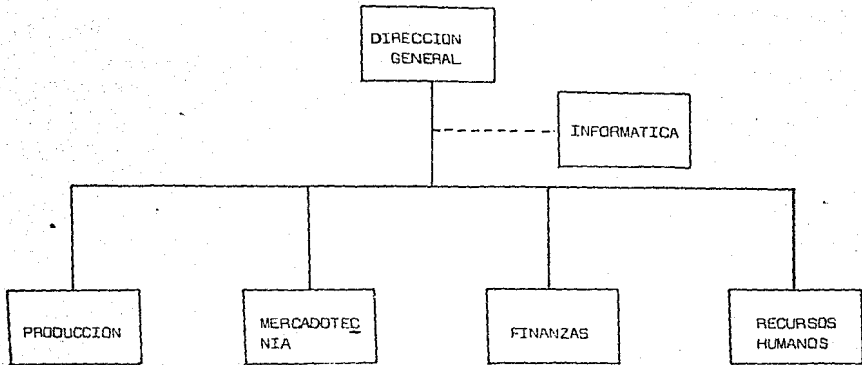 DIRECCION
GENERAL
INFORMATICA
PRODUCCION
MERCADOTEC
NIA
FINANZAS
RECURSOS
HUMANOS